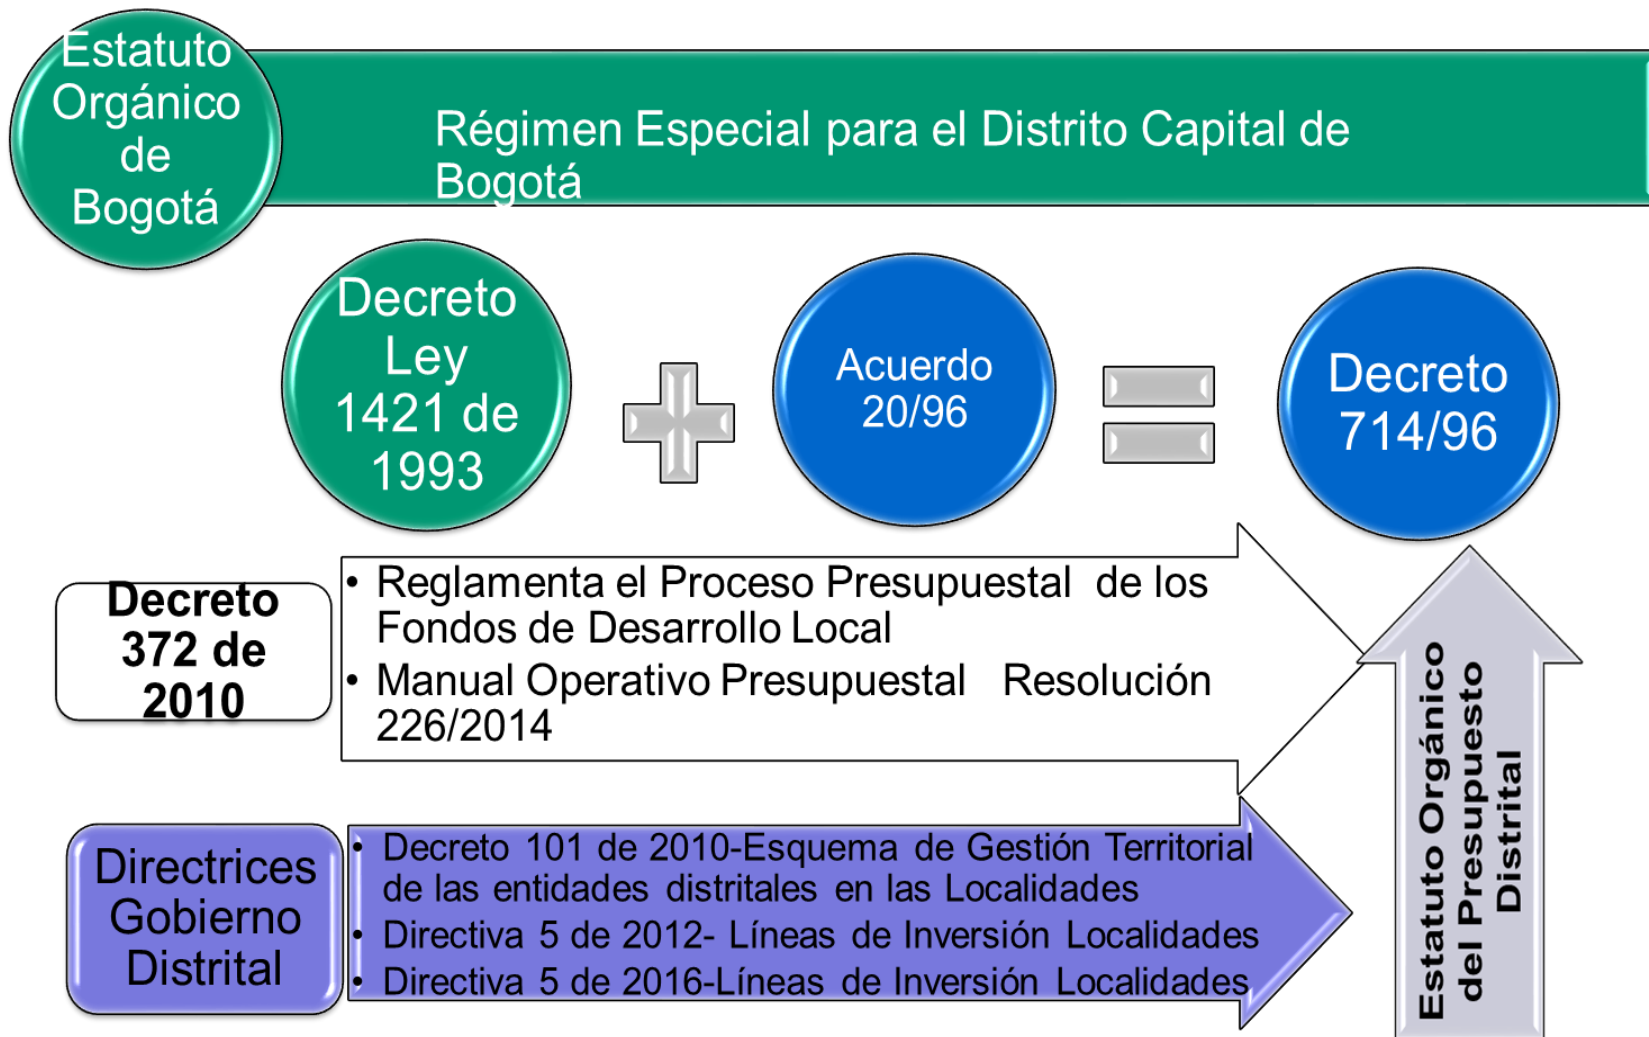 Estatuto
Orgánico
de
Bogotá
Régimen Especial para el Distrito Capital de
Bogotá
Decreto
Ley
1421 de
1993
Acuerdo
20/96
Decreto
714/96
Decreto
372 de
2010
• Reglamenta el Proceso Presupuestal de los
Fondos de Desarrollo Local
• Manual Operativo Presupuestal Resolución
226/2014
Directrices
Gobierno
Distrital
• Decreto 101 de 2010-Esquema de Gestión Territorial
de las entidades distritales en las Localidades
• Directiva 5 de 2012- Líneas de Inversión Localidades
• Directiva 5 de 2016-Líneas de Inversión Localidades
Estatuto Orgánico
del Presupuesto
Distrital